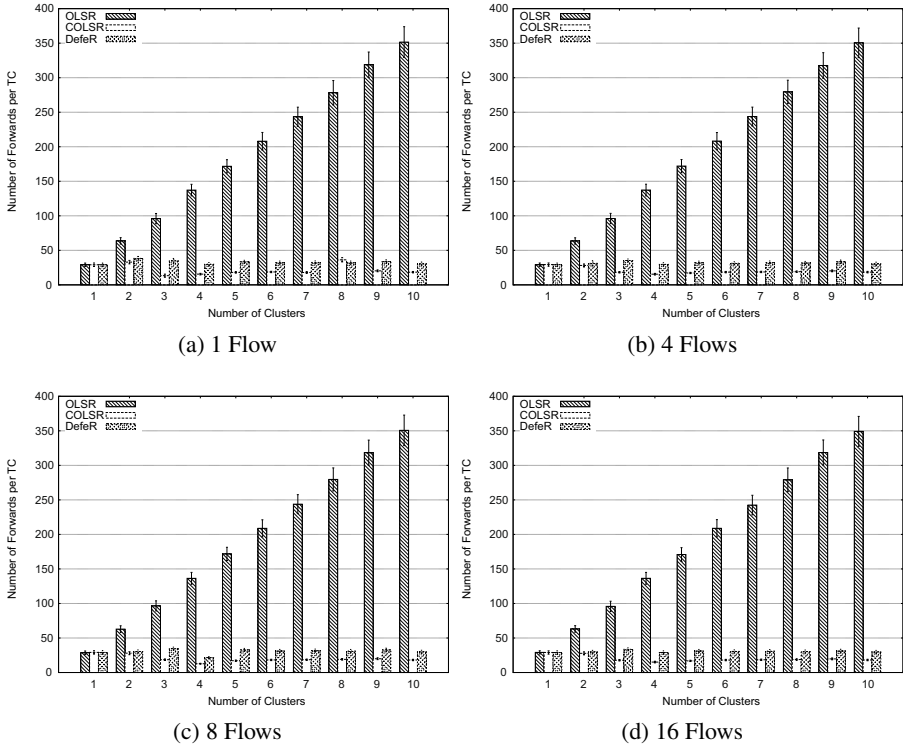 400
350
300
250
200
150
100
50
0
Number of Forwards per TC
OLSR
COLSR
DefeR
1 2 3 4 5 6 7 8 9 10
Number of Clusters
(a) 1 Flow
400
350
300
250
200
150
100
50
0
Number of Forwards per TC
OLSR
COLSR
DefeR
1 2 3 4 5 6 7 8 9 10
Number of Clusters
(b) 4 Flows
400
350
300
250
200
150
100
50
0
Number of Forwards per TC
OLSR
COLSR
DefeR
1 2 3 4 5 6 7 8 9 10
Number of Clusters
(c) 8 Flows
400
350
300
250
200
150
100
50
0
Number of Forwards per TC
OLSR
COLSR
DefeR
1 2 3 4 5 6 7 8 9 10
Number of Clusters
(d) 16 Flows